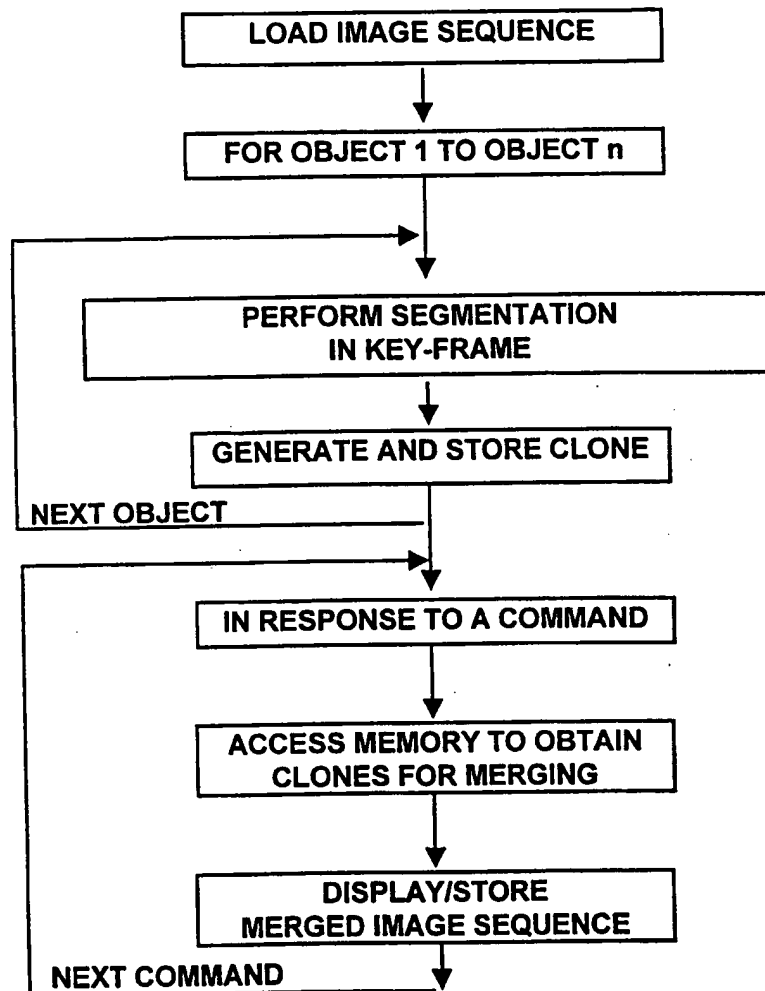 LOAD IMAGE SEQUENCE
FOR OBJECT 1 TO OBJECT n
PERFORM SEGMENTATION
IN KEY-FRAME
GENERATE AND STORE CLONE
NEXT OBJECT
IN RESPONSE TO A COMMAND
ACCESS MEMORY TO OBTAIN
CLONES FOR MERGING
DISPLAY/STORE
MERGED IMAGE SEQUENCE
NEXT COMMAND